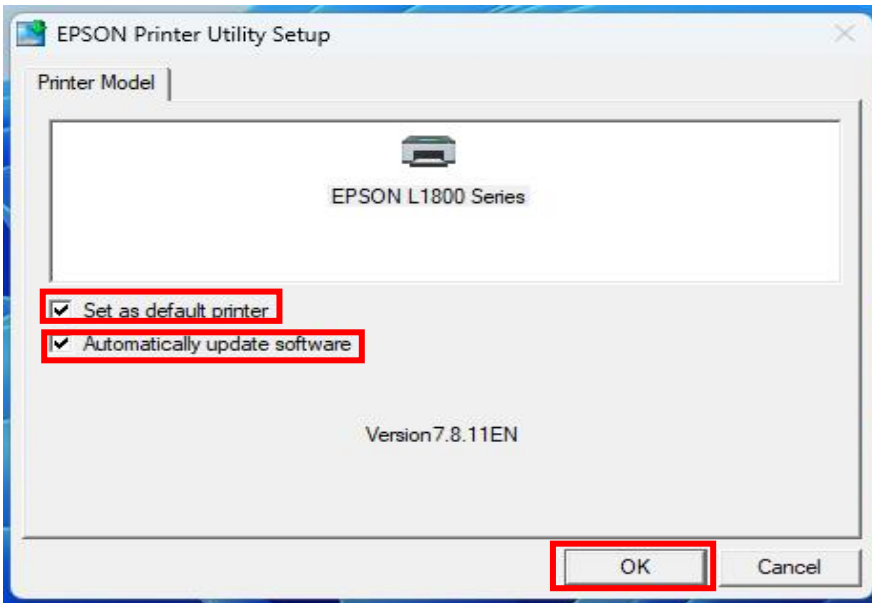 EPSON Printer Utility Setup
Printer Model
EPSON L1800 Series
Set as default printer
Automatically update software
Version7.8.11EN
OK
Cancel